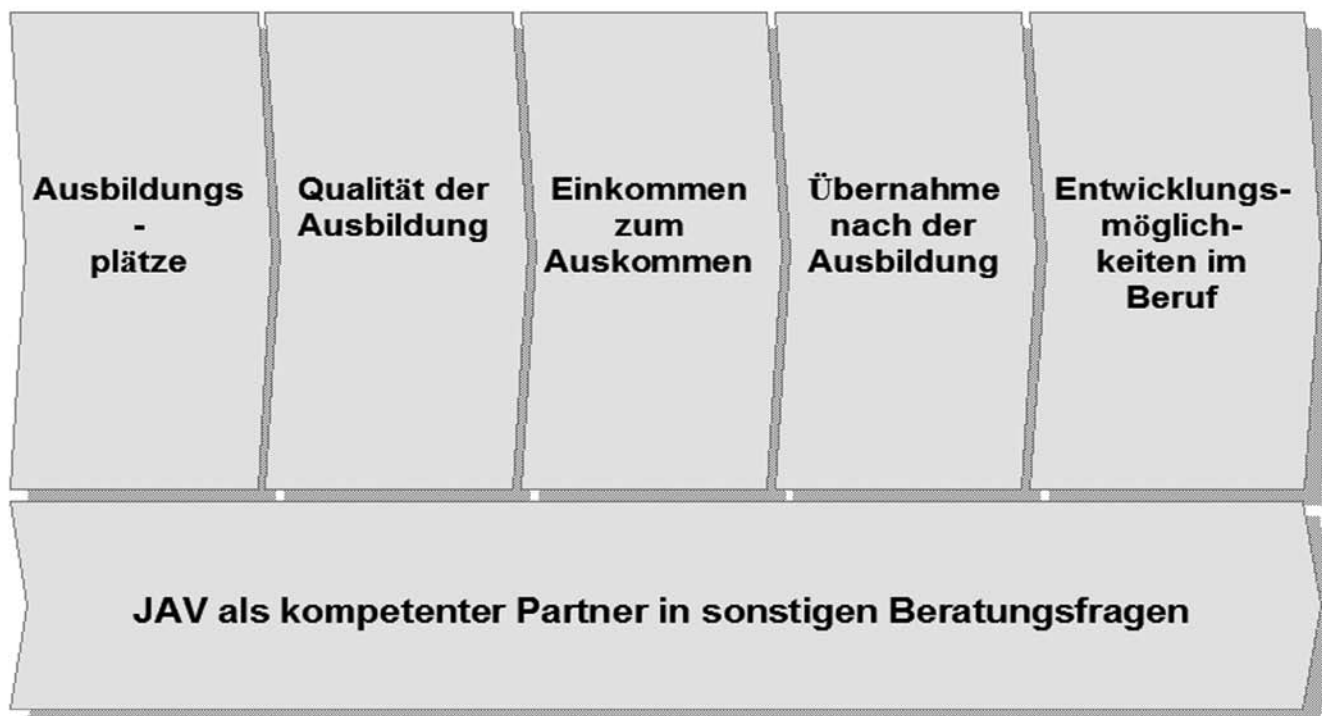 Ausbildungs
-
plätze
Qualität der
Ausbildung
Einkommen
zum
Auskommen
Übernahme
nach der
Ausbildung
Entwicklungs-
möglich-
keiten im
Beruf
JAV als kompetenter Partner in sonstigen Beratungsfragen